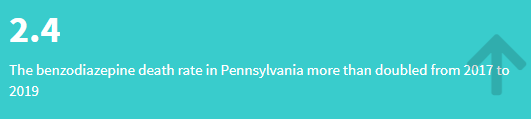 2.4
The benzodiazepine death rate in Pennsylvania more than doubled from 2017 to
2019